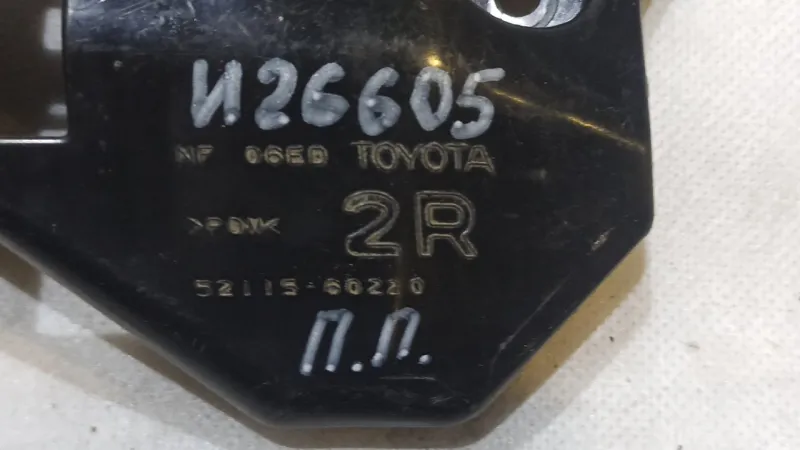 И26605
NF 06ED TOYOTA
>POM< 2R
52115-60220
П.П.